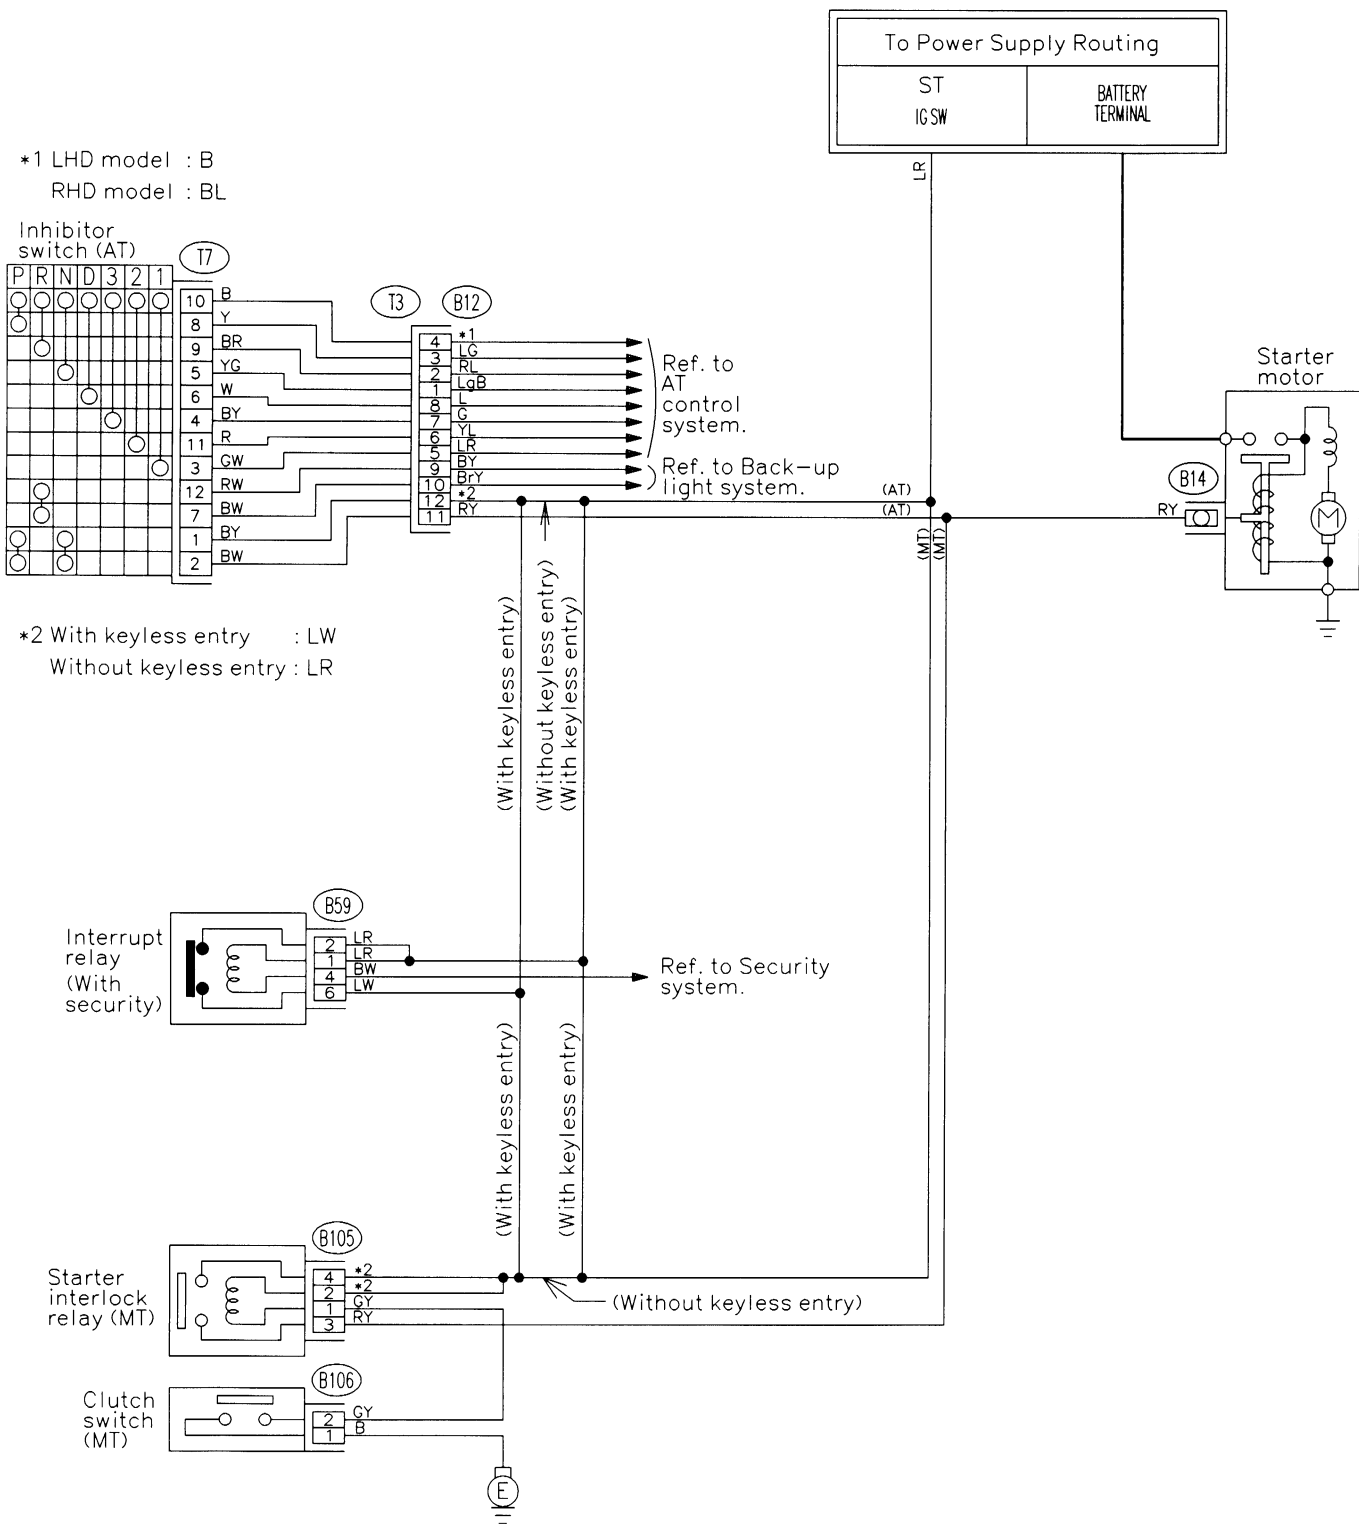 To Power Supply Routing
ST
IG SW
BATTERY
TERMINAL
LR
*1 LHD model : B
RHD model : BL
Inhibitor
switch (AT)
T7
P R N D 3 2 1
10 B
8 Y
9 BR
5 YG
6 W
4 BY
11 R
3 GW
12 RW
7 BW
1 BY
2 BW
T3
B12
4 *1
3 LG
2 RL
1 LgB
8 L
7 G
6 YL
5 LR
9 BY
10 BrY
12 *2
11 RY
Ref. to
AT
control
system.
Ref. to Back-up
light system.
(AT)
(AT)
(MT)
(MT)
Starter
motor
B14
RY
M
*2 With keyless entry : LW
Without keyless entry : LR
(With keyless entry)
(Without keyless entry)
(With keyless entry)
B59
Interrupt
relay
(With
security)
2 LR
1 LR
4 BW
6 LW
Ref. to Security
system.
(With keyless entry)
(With keyless entry)
B105
Starter
interlock
relay (MT)
4 *2
2 *2
1 GY
3 RY
(Without keyless entry)
B106
Clutch
switch
(MT)
2 GY
1 B
E